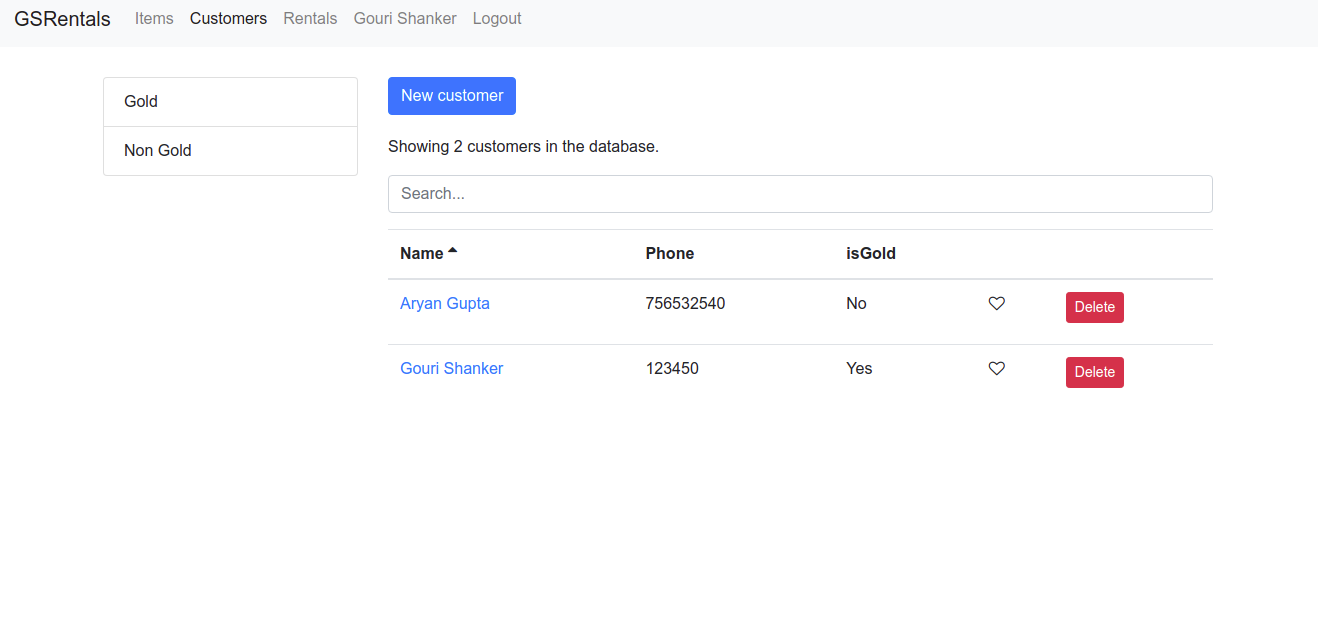 GSRentals Items Customers Rentals Gouri Shanker Logout
Gold
Non Gold
New customer
Showing 2 customers in the database.
Search...
Name Phone isGold
Aryan Gupta 756532540 No Delete
Gouri Shanker 123450 Yes Delete